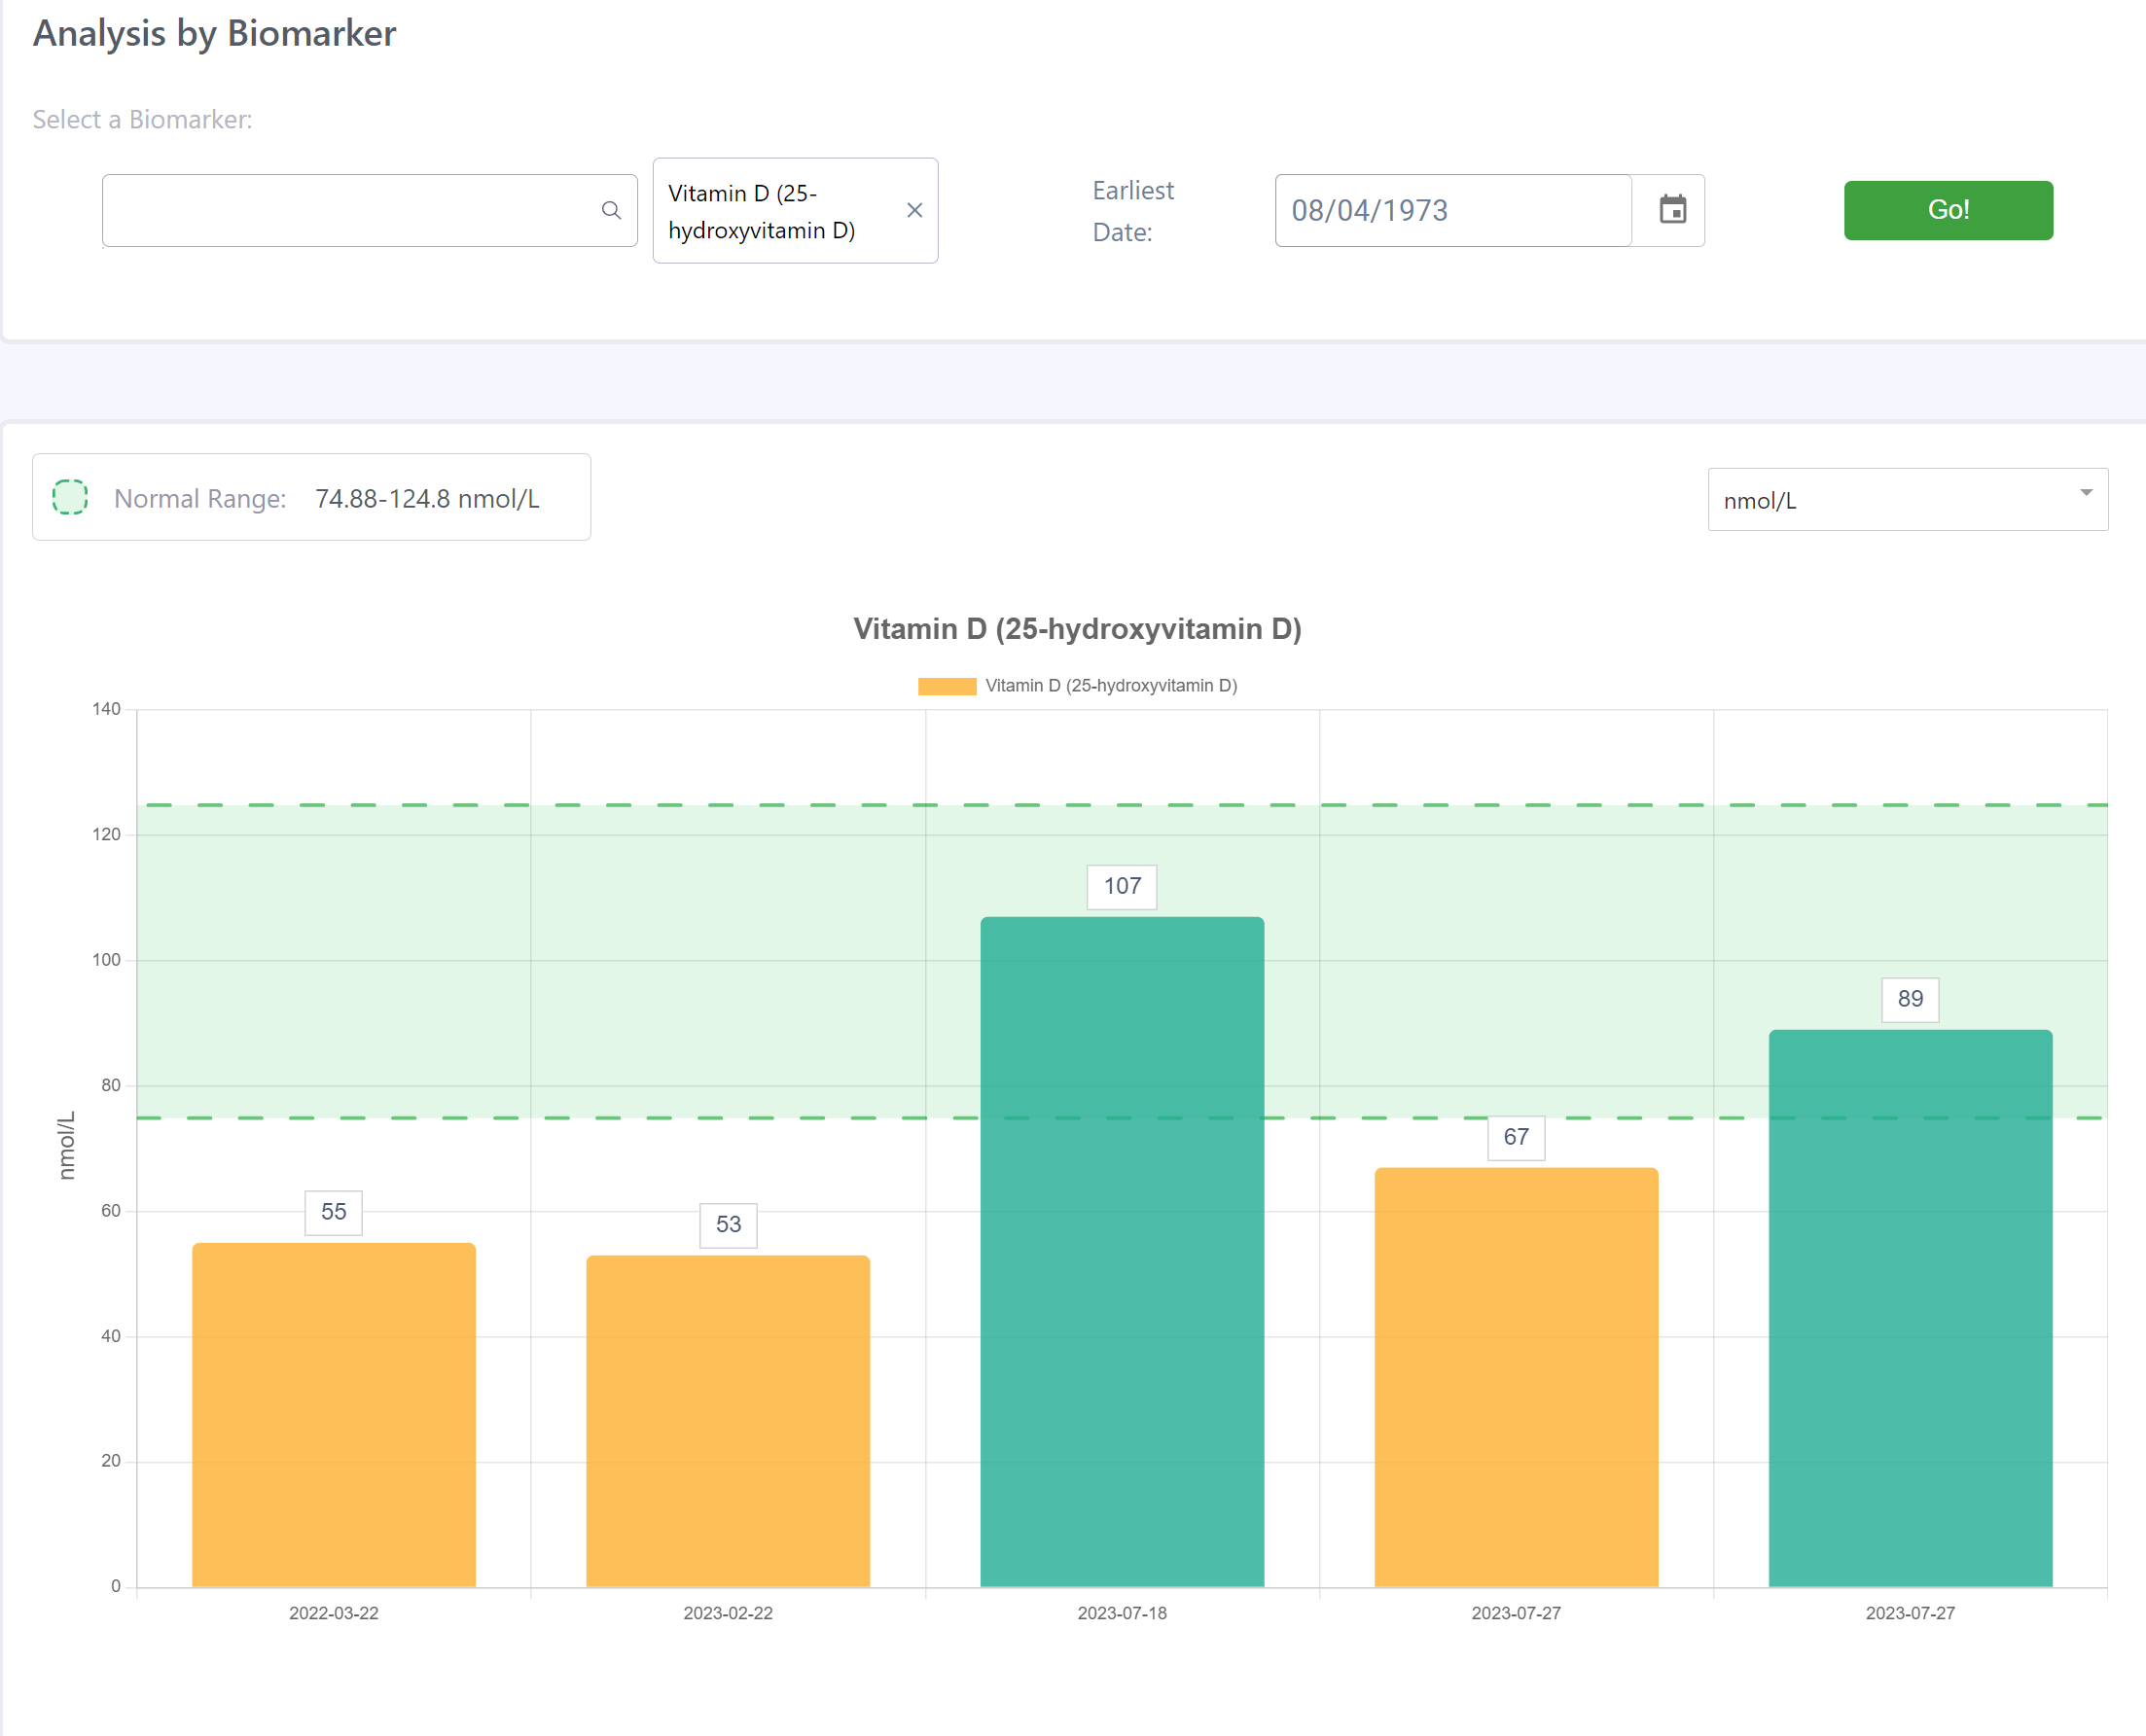 Analysis by Biomarker
Select a Biomarker:
Vitamin D (25-
hydroxyvitamin D)
Earliest
Date:
08/04/1973
Go!
Normal Range: 74.88-124.8 nmol/L
nmol/L
Vitamin D (25-hydroxyvitamin D)
Vitamin D (25-hydroxyvitamin D)
140
120
100
80
60
40
20
0
nmol/L
55
53
107
67
89
2022-03-22
2023-02-22
2023-07-18
2023-07-27
2023-07-27